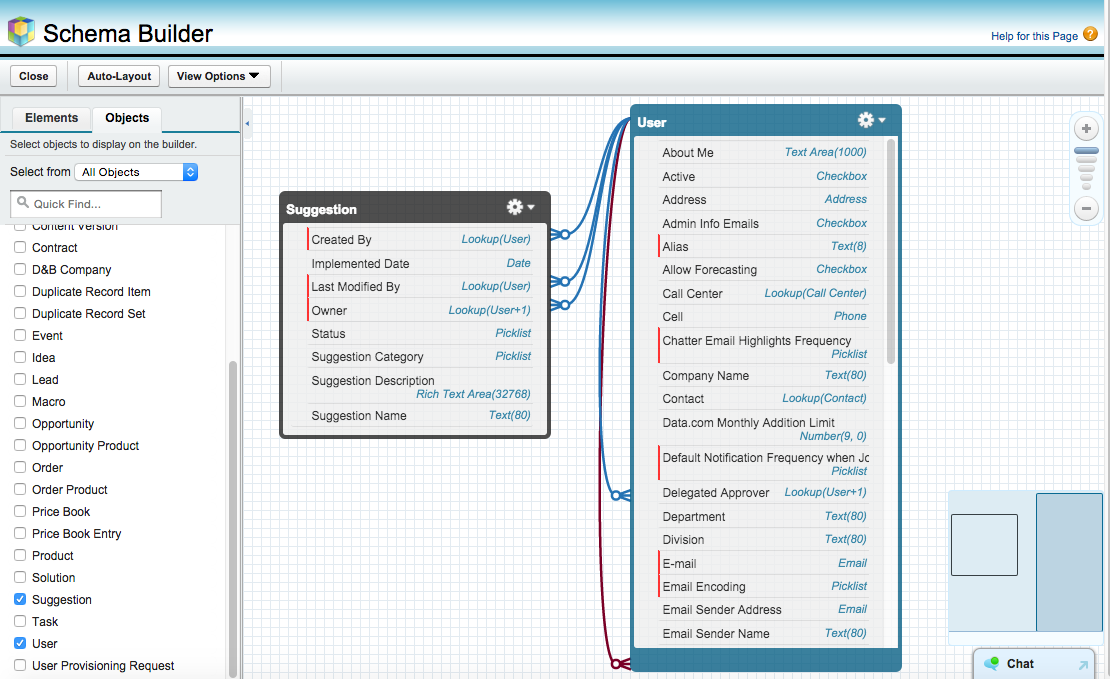 Schema Builder
Help for this Page ?
Close
Auto-Layout
View Options
Elements
Objects
Select objects to display on the builder.
Select from All Objects
Quick Find...
Content Version
Contract
D&B Company
Duplicate Record Item
Duplicate Record Set
Event
Idea
Lead
Macro
Opportunity
Opportunity Product
Order
Order Product
Price Book
Price Book Entry
Product
Solution
Suggestion
Task
User
User Provisioning Request
Suggestion
Created By Lookup(User)
Implemented Date Date
Last Modified By Lookup(User)
Owner Lookup(User+1)
Status Picklist
Suggestion Category Picklist
Suggestion Description
Rich Text Area(32768)
Suggestion Name Text(80)
User
About Me Text Area(1000)
Active Checkbox
Address Address
Admin Info Emails Checkbox
Alias Text(8)
Allow Forecasting Checkbox
Call Center Lookup(Call Center)
Cell Phone
Chatter Email Highlights Frequency
Picklist
Company Name Text(80)
Contact Lookup(Contact)
Data.com Monthly Addition Limit
Number(9, 0)
Default Notification Frequency when Jo
Picklist
Delegated Approver Lookup(User+1)
Department Text(80)
Division Text(80)
E-mail Email
Email Encoding Picklist
Email Sender Address Email
Email Sender Name Text(80)
Chat